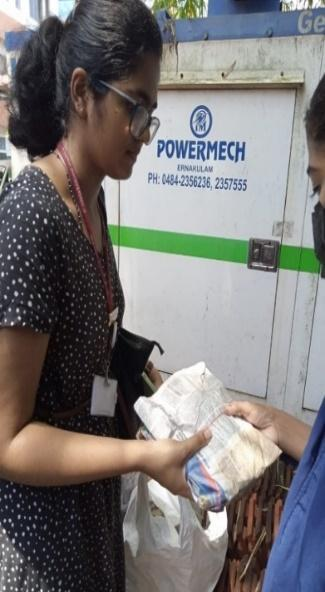 Ge
POWERMECH
ERNAKULAM
PH: 0484-2356236, 2357555